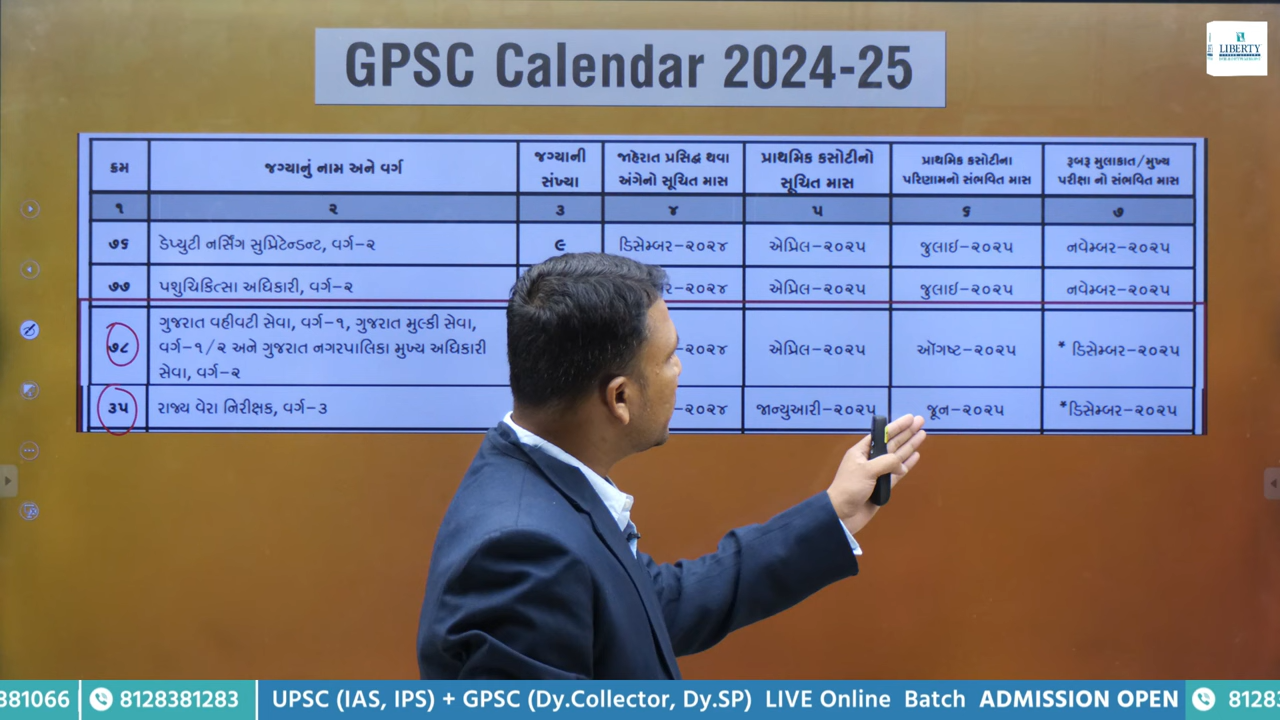 GPSC Calendar 2024-25
LIBERTY
ક્રમ જગ્યાનું નામ અને વર્ગ જગ્યાની સંખ્યા જાહેરાત પ્રસિદ્ધ થવા અંગેનો સૂચિત માસ પ્રાથમિક કસોટીનો સૂચિત માસ પ્રાથમિક કસોટીના પરિણામનો સંભવિત માસ રૂબરૂ મુલાકાત/મુખ્ય પરીક્ષા નો સંભવિત માસ
૧ ૨ ૩ ૪ ૫ ૬ ૭
૭૬ ડેપ્યુટી નર્સિંગ સુપ્રિટેન્ડન્ટ, વર્ગ-૨ ૯ ડિસેમ્બર-૨૦૨૪ એપ્રિલ-૨૦૨૫ જુલાઈ-૨૦૨૫ નવેમ્બર-૨૦૨૫
૭૭ પશુચિકિત્સા અધિકારી, વર્ગ-૨ -૨૦૨૪ એપ્રિલ-૨૦૨૫ જુલાઈ-૨૦૨૫ નવેમ્બર-૨૦૨૫
ગુજરાત વહીવટી સેવા, વર્ગ-૧, ગુજરાત મુલ્કી સેવા,
૭૮ વર્ગ-૧/૨ અને ગુજરાત નગરપાલિકા મુખ્ય અધિકારી -૨૦૨૪ એપ્રિલ-૨૦૨૫ ઑગષ્ટ-૨૦૨૫ * ડિસેમ્બર-૨૦૨૫
સેવા, વર્ગ-૨
૩૫ રાજ્ય વેરા નિરીક્ષક, વર્ગ-૩ -૨૦૨૪ જાન્યુઆરી-૨૦૨૫ જૂન-૨૦૨૫ *ડિસેમ્બર-૨૦૨૫
381066 8128381283 UPSC (IAS, IPS) + GPSC (Dy.Collector, Dy.SP) LIVE Online Batch ADMISSION OPEN 8128